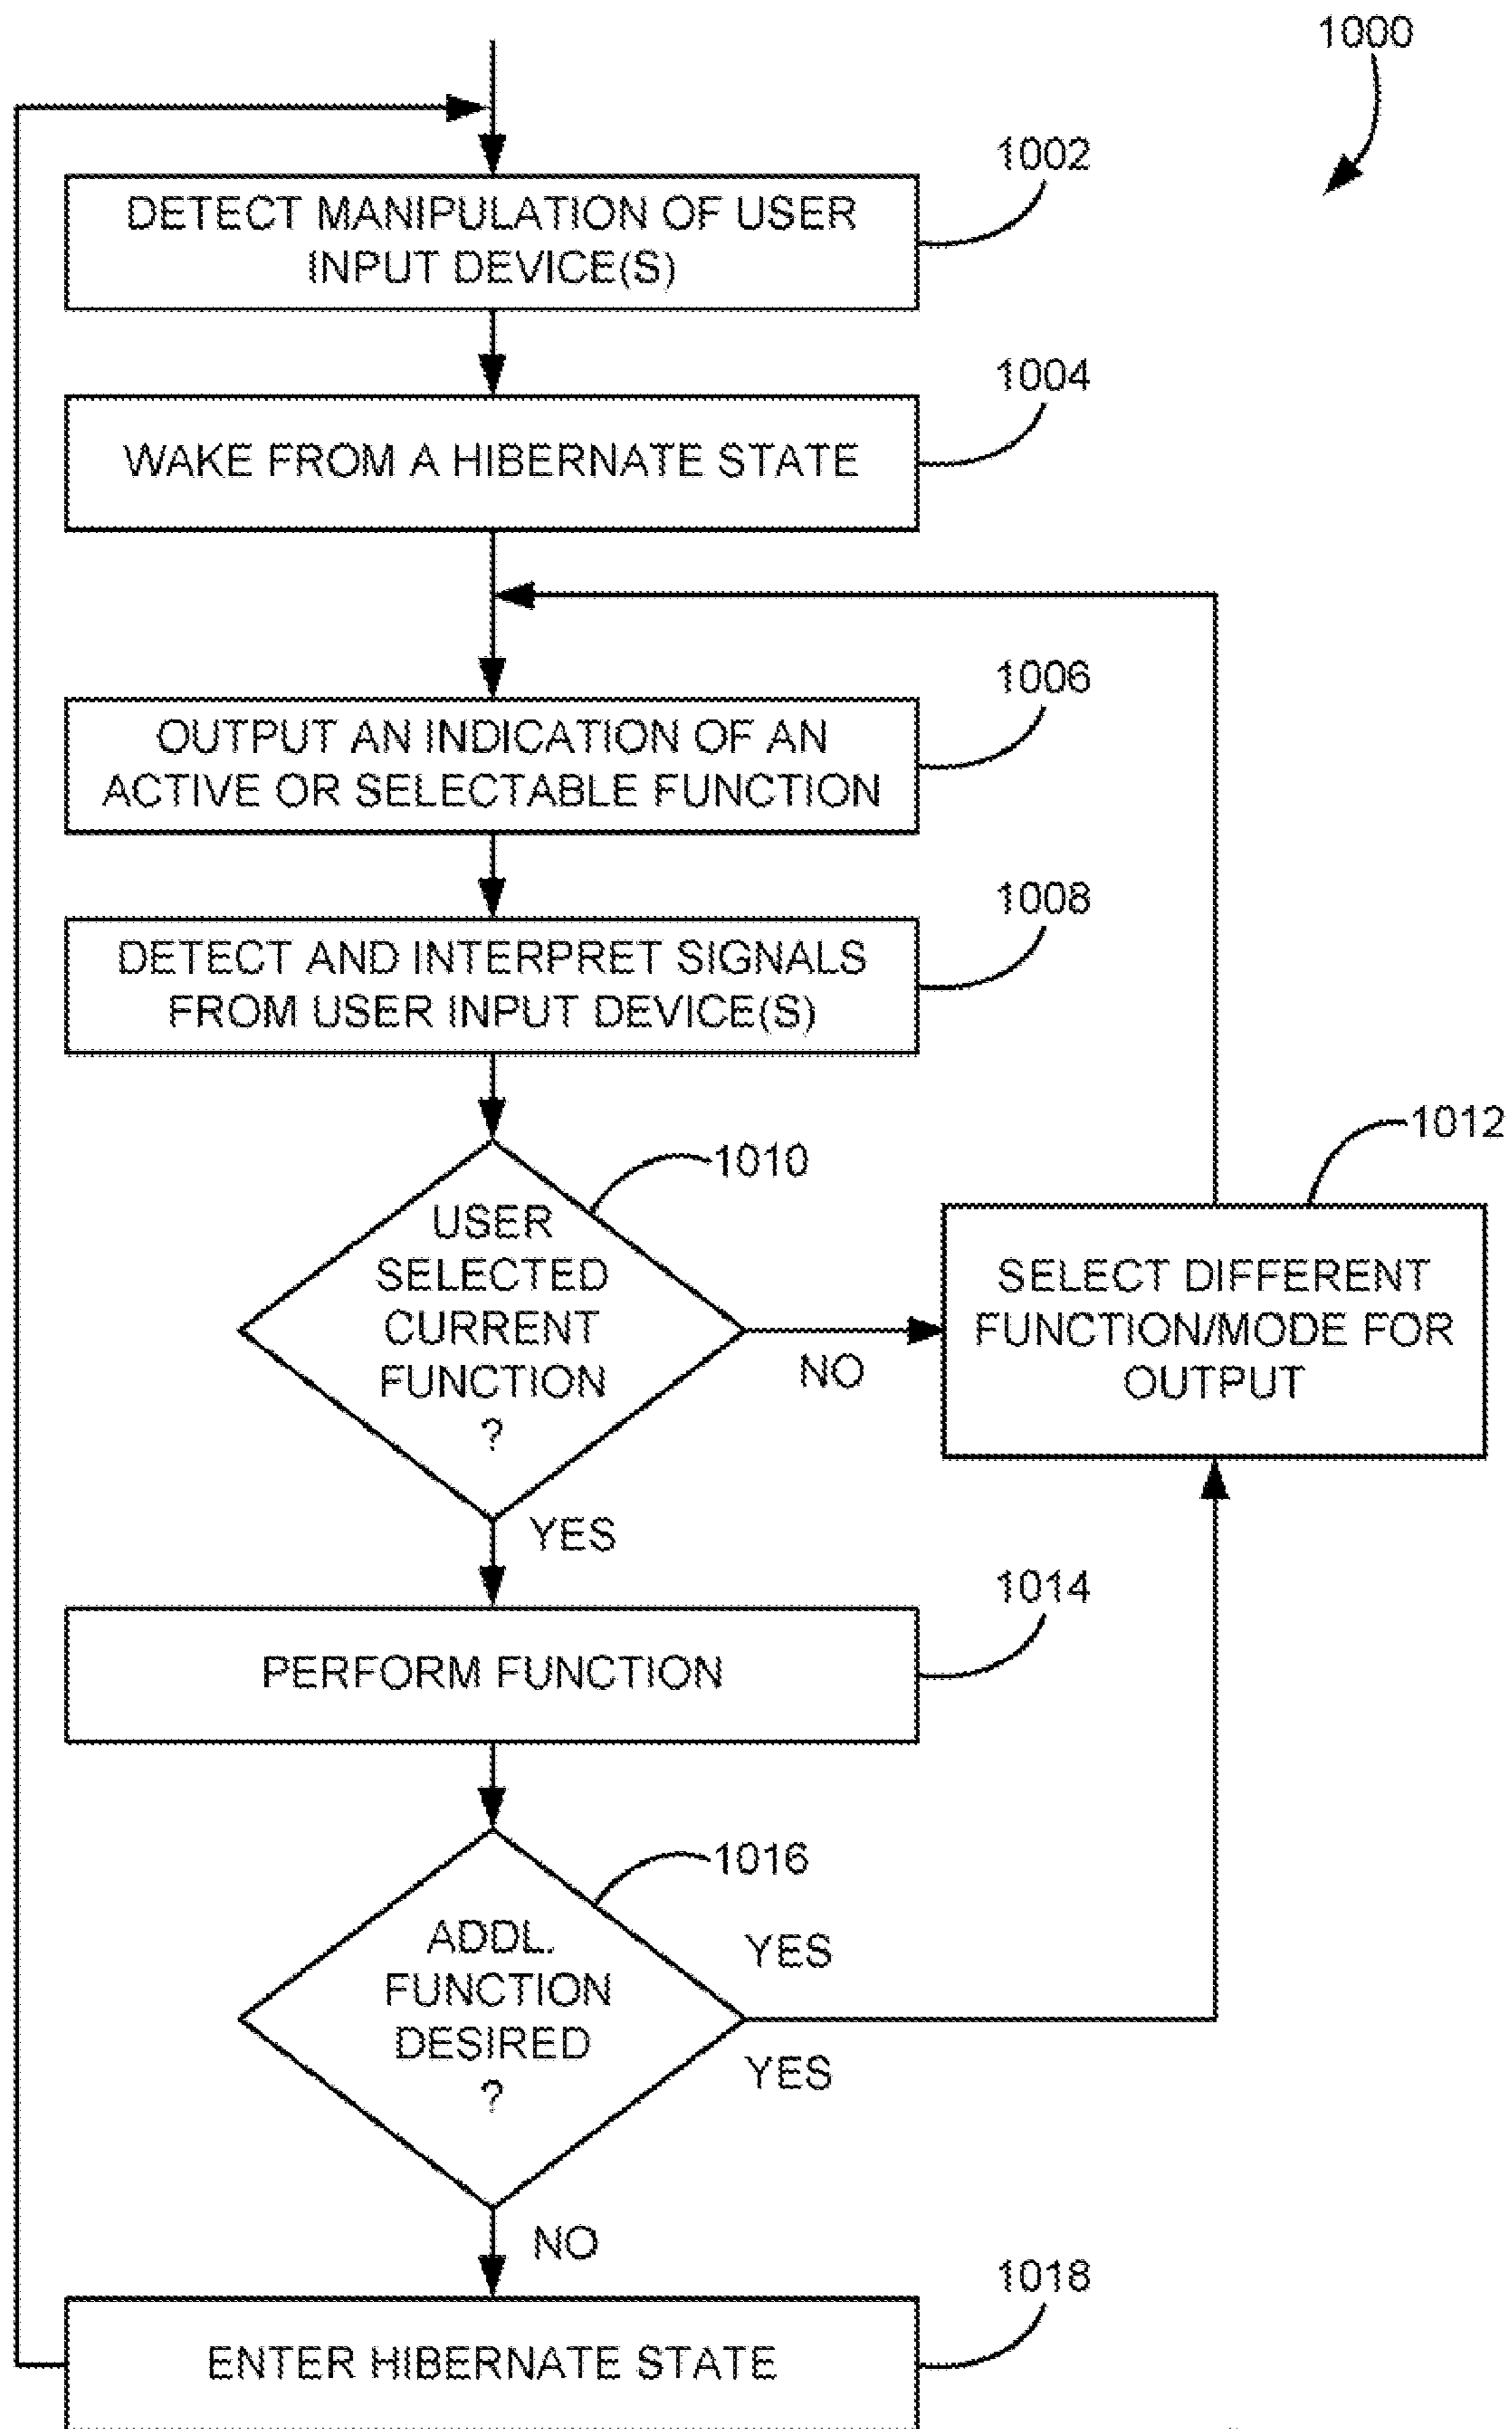 1000
1002
DETECT MANIPULATION OF USER
INPUT DEVICE(S)
1004
WAKE FROM A HIBERNATE STATE
1006
OUTPUT AN INDICATION OF AN
ACTIVE OR SELECTABLE FUNCTION
1008
DETECT AND INTERPRET SIGNALS
FROM USER INPUT DEVICE(S)
1010
USER
SELECTED
CURRENT
FUNCTION
?
NO
1012
SELECT DIFFERENT
FUNCTION/MODE FOR
OUTPUT
YES
1014
PERFORM FUNCTION
1016
ADDL.
FUNCTION
DESIRED
?
YES
YES
NO
1018
ENTER HIBERNATE STATE